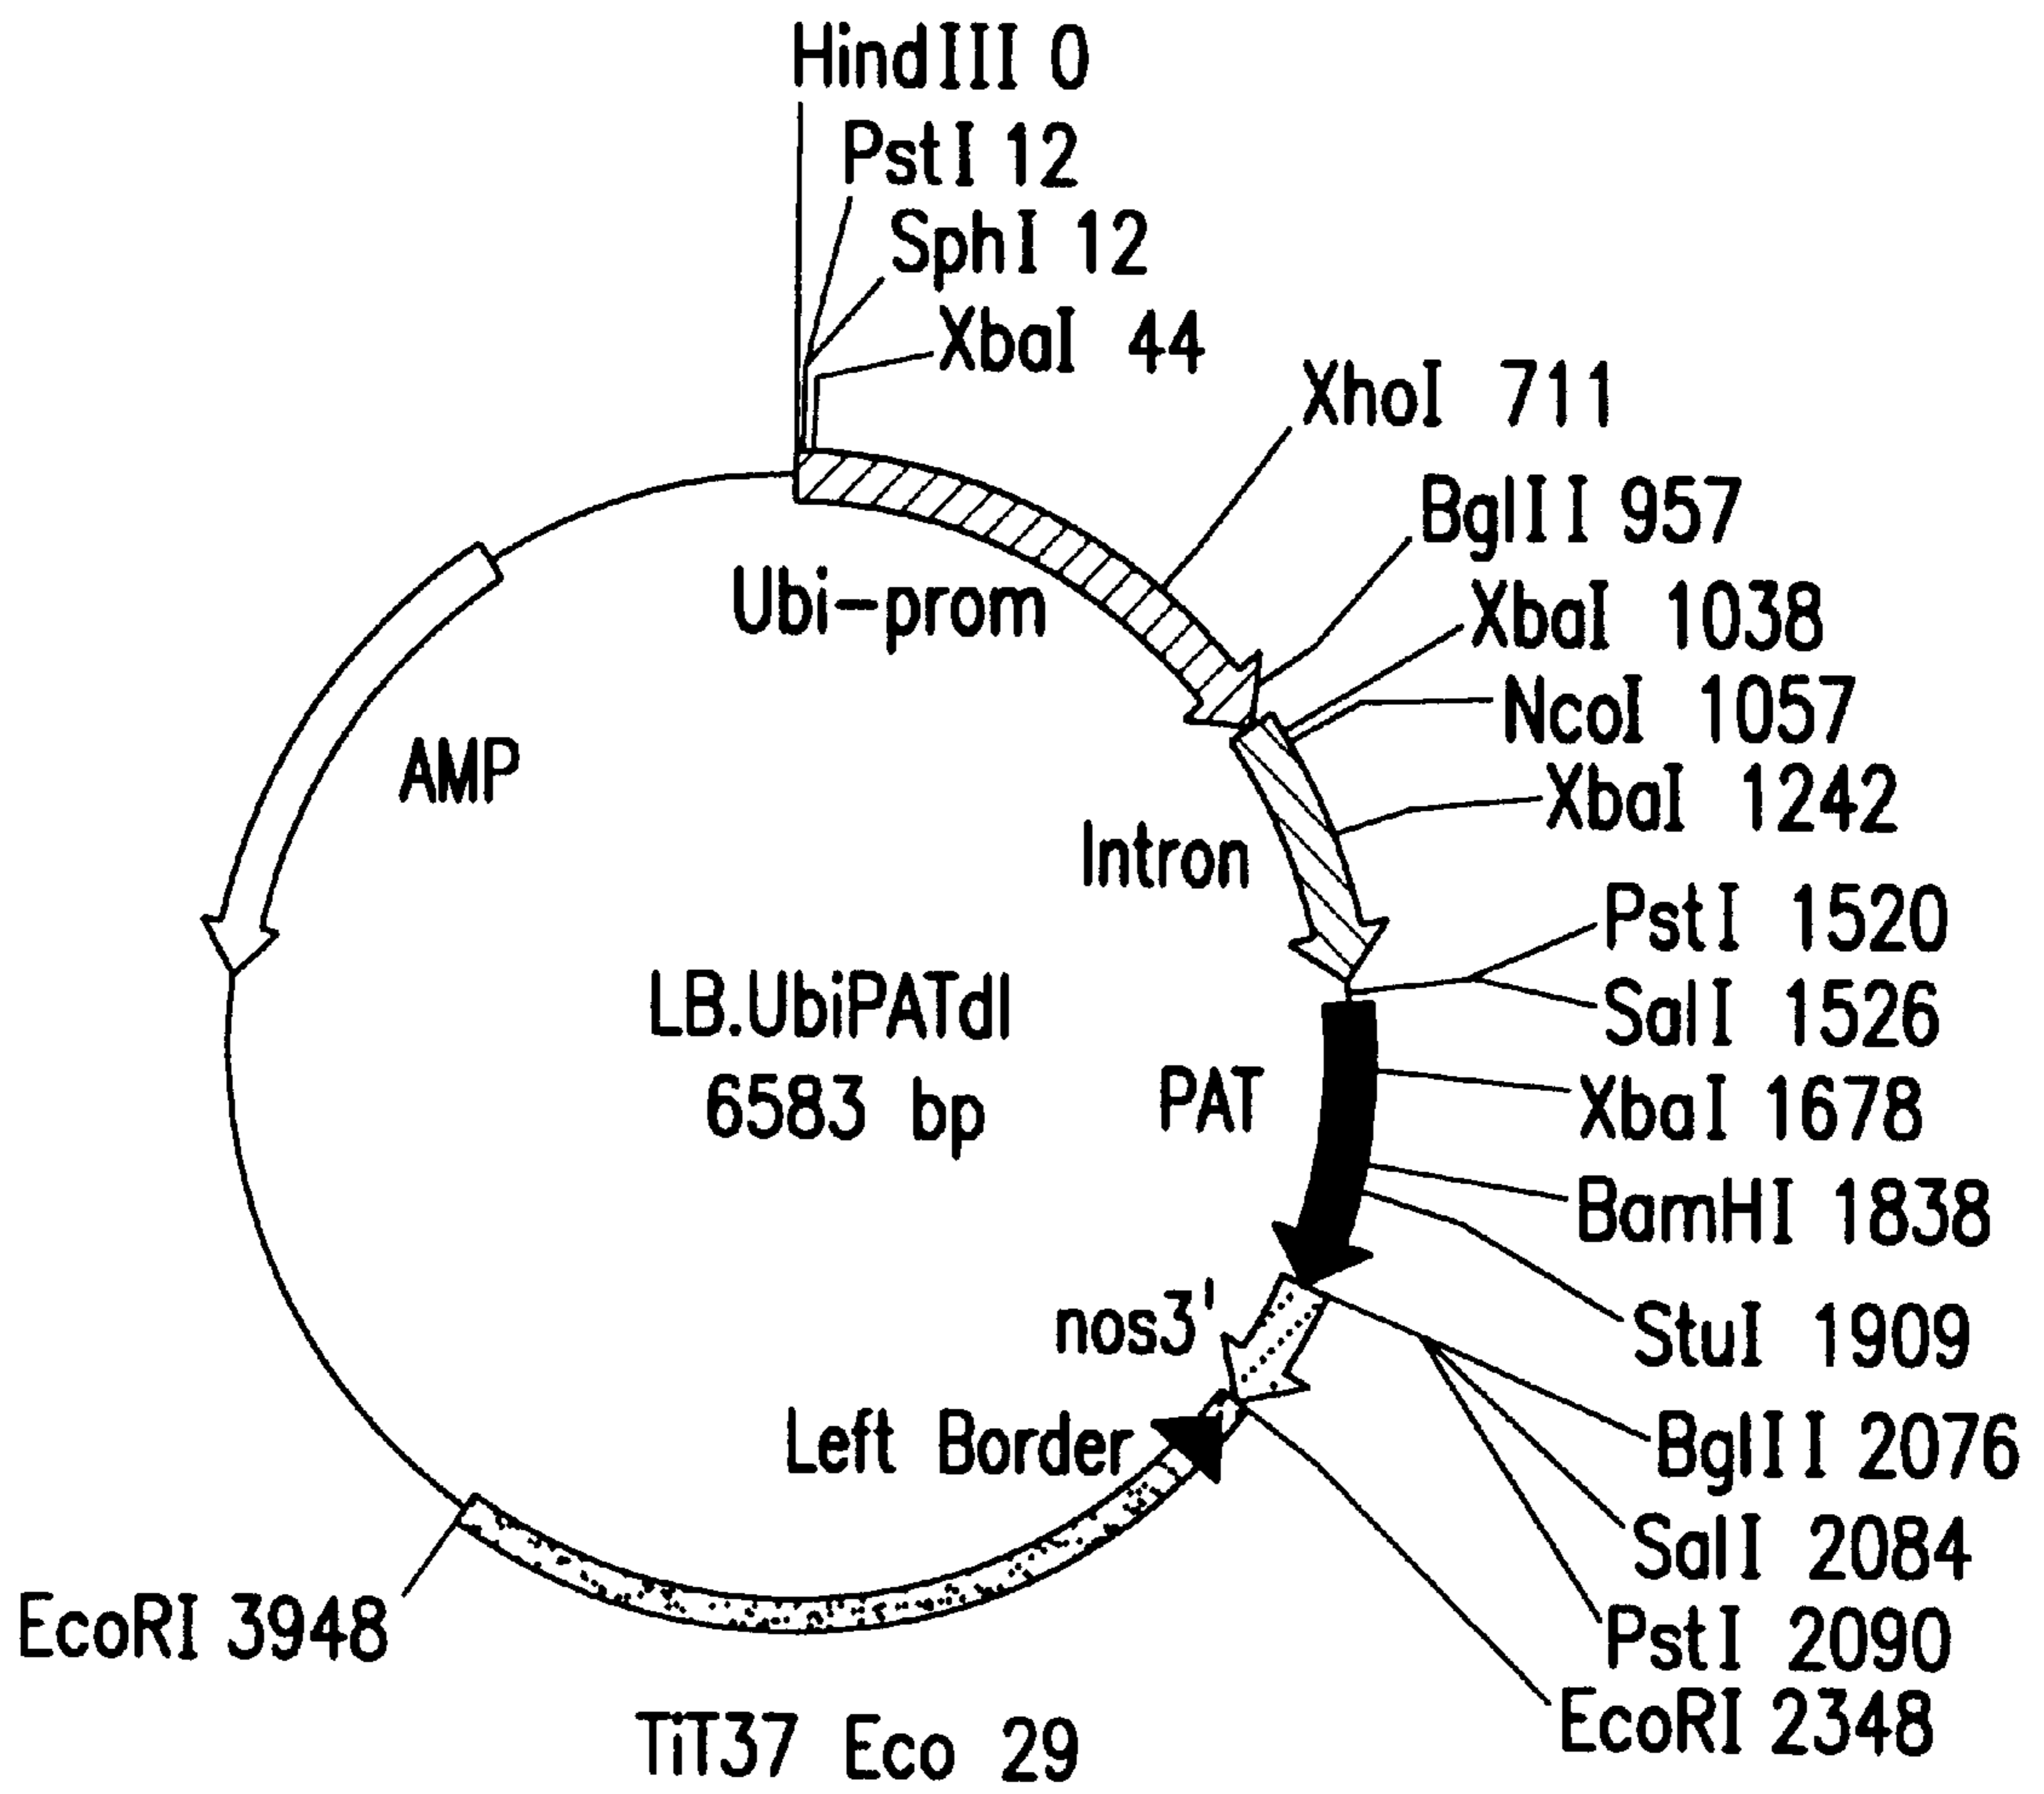 HindIII 0
PstI 12
SphI 12
XbaI 44
XhoI 711
BglII 957
Ubi-prom
XbaI 1038
NcoI 1057
AMP
XbaI 1242
Intron
PstI 1520
LB.UbiPATdl
SalI 1526
6583 bp
PAT
XbaI 1678
BamHI 1838
nos3'
StuI 1909
Left Border
BglII 2076
SalI 2084
EcoRI 3948
PstI 2090
EcoRI 2348
TiT37 Eco 29